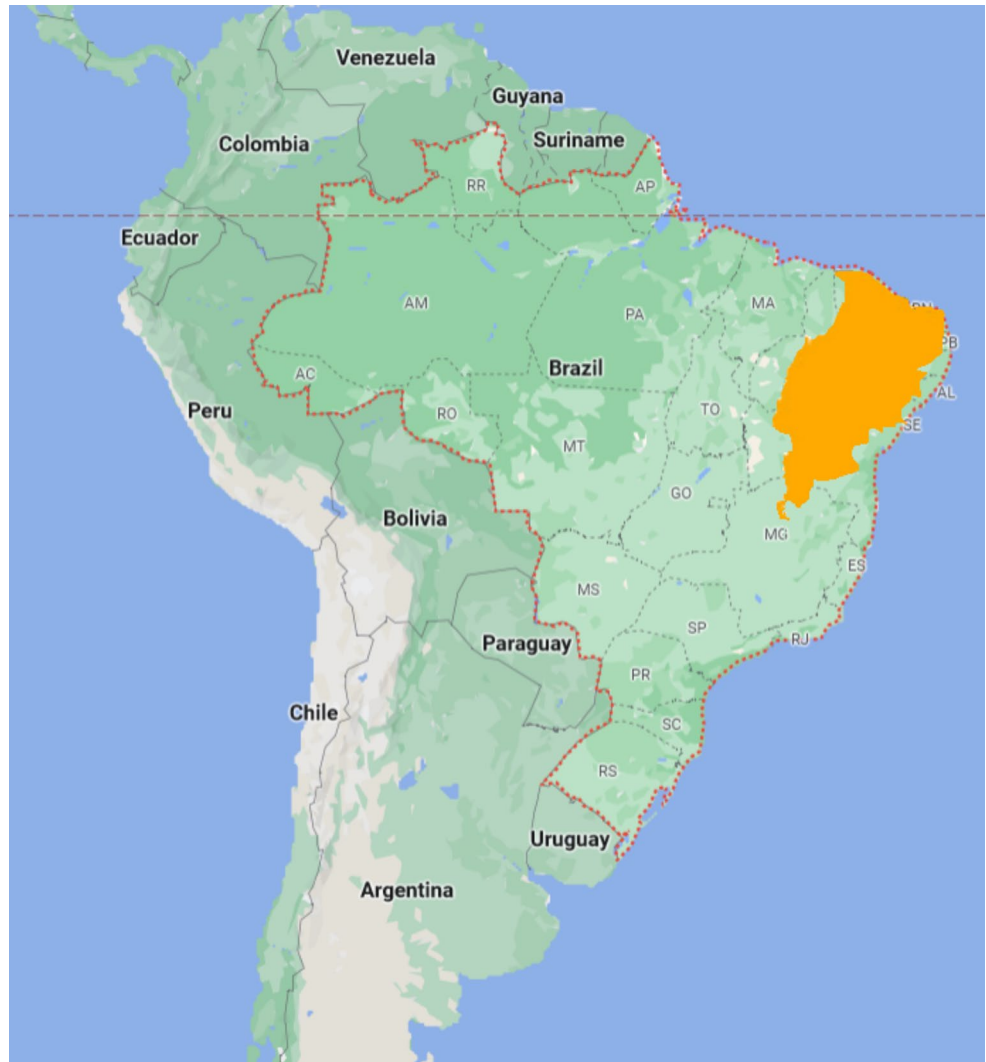 Venezuela
Guyana
Suriname
Colombia
RR
AP
Ecuador
AM
PA
MA
Brazil
PB
AC
AL
Peru
RO
TO
SE
MT
GO
Bolivia
MG
ES
MS
SP
Paraguay
RJ
PR
Chile
SC
RS
Uruguay
Argentina